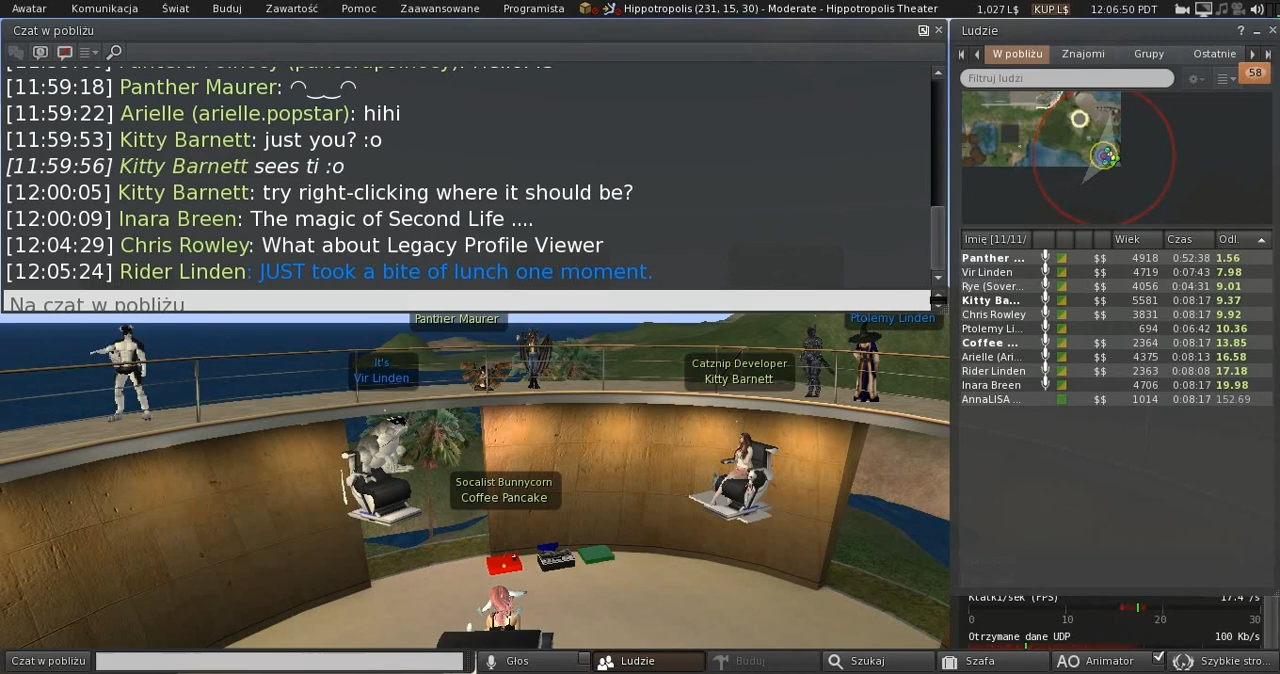 Awatar Komunikacja Świat Buduj Zawartość Pomoc Zaawansowane Programista Hippotropolis (231, 15, 30) - Moderate - Hippotropolis Theater 1,027 L$ KUP L$ 12:06:50 PDT
Czat w pobliżu
[11:59:18] Panther Maurer:
[11:59:22] Arielle (arielle.popstar): hihi
[11:59:53] Kitty Barnett: just you? :o
[11:59:56] Kitty Barnett sees ti :o
[12:00:05] Kitty Barnett: try right-clicking where it should be?
[12:00:09] Inara Breen: The magic of Second Life ....
[12:04:29] Chris Rowley: What about Legacy Profile Viewer
[12:05:24] Rider Linden: JUST took a bite of lunch one moment.
Na czat w pobliżu
Panther Maurer
Ptolemy Linden
It's
Vir Linden
Catznip Developer
Kitty Barnett
Socalist Bunnycorn
Coffee Pancake
Ludzie
W pobliżu Znajomi Grupy Ostatnie
Filtruj ludzi
58
Imię [11/11/ Wiek Czas Odl.
Panther ... $$ 4918 0:52:38 1.56
Vir Linden $$ 4719 0:07:43 7.98
Rye (Sover... $$ 4056 0:04:31 9.01
Kitty Ba... $$ 5581 0:08:17 9.37
Chris Rowley $$ 3831 0:08:17 9.92
Ptolemy Li... 694 0:06:42 10.36
Coffee ... $$ 2364 0:08:17 13.85
Arielle (Ari... $$ 4375 0:08:13 16.58
Rider Linden $$ 2363 0:08:08 17.18
Inara Breen 4706 0:08:17 19.98
AnnaLISA ... $$ 1014 0:08:17 152.69
Klatki/sek (FPS) 17.4 /s
0 10 20 30
Otrzymane dane UDP 100 Kb/s
Czat w pobliżu Głos Ludzie Buduj Szukaj Szafa AO Animator Szybkie stro...